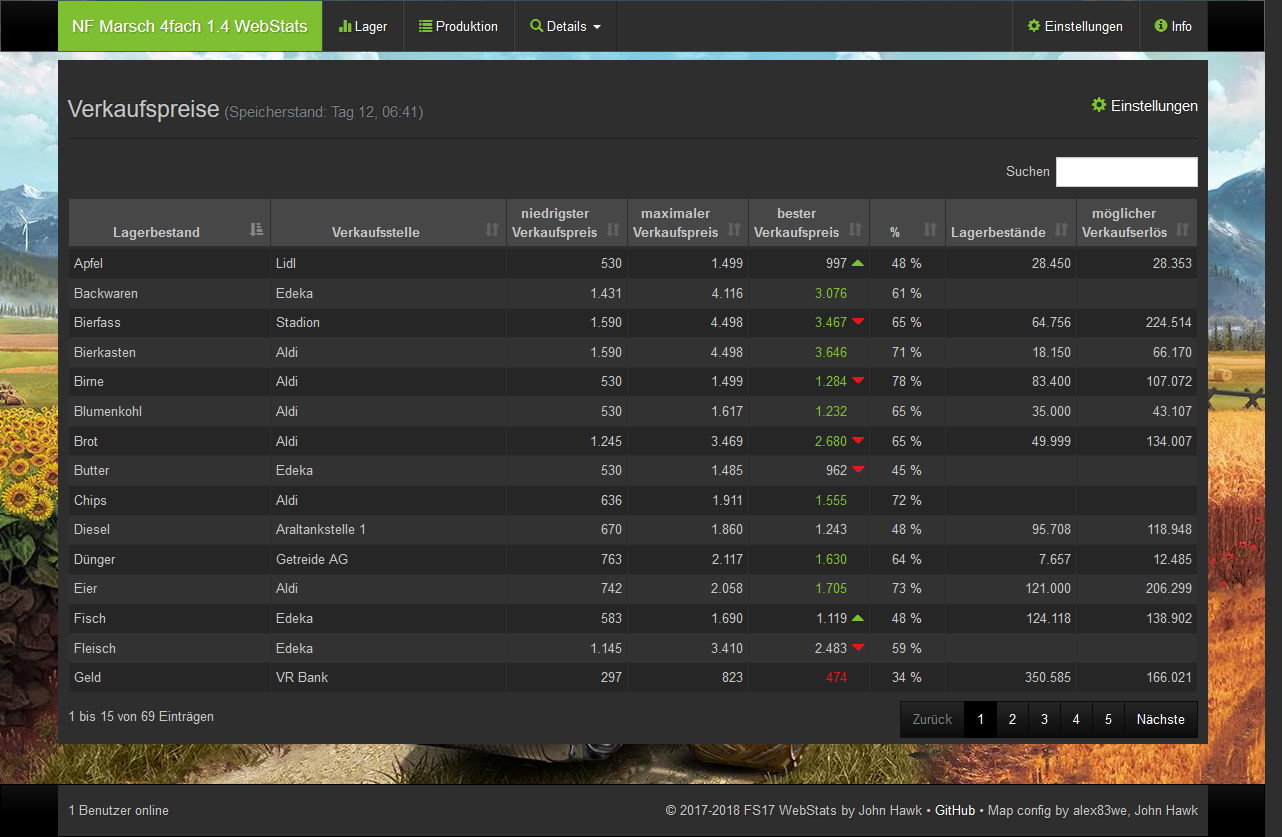 NF Marsch 4fach 1.4 WebStats Lager Produktion Details Einstellungen Info
Verkaufspreise (Speicherstand: Tag 12, 06:41) Einstellungen
Suchen
Lagerbestand Verkaufsstelle niedrigster Verkaufspreis maximaler Verkaufspreis bester Verkaufspreis % Lagerbestände möglicher Verkaufserlös
Apfel Lidl 530 1.499 997 48 % 28.450 28.353
Backwaren Edeka 1.431 4.116 3.076 61 %
Bierfass Stadion 1.590 4.498 3.467 65 % 64.756 224.514
Bierkasten Aldi 1.590 4.498 3.646 71 % 18.150 66.170
Birne Aldi 530 1.499 1.284 78 % 83.400 107.072
Blumenkohl Aldi 530 1.617 1.232 65 % 35.000 43.107
Brot Aldi 1.245 3.469 2.680 65 % 49.999 134.007
Butter Edeka 530 1.485 962 45 %
Chips Aldi 636 1.911 1.555 72 %
Diesel Araltankstelle 1 670 1.860 1.243 48 % 95.708 118.948
Dünger Getreide AG 763 2.117 1.630 64 % 7.657 12.485
Eier Aldi 742 2.058 1.705 73 % 121.000 206.299
Fisch Edeka 583 1.690 1.119 48 % 124.118 138.902
Fleisch Edeka 1.145 3.410 2.483 59 %
Geld VR Bank 297 823 474 34 % 350.585 166.021
1 bis 15 von 69 Einträgen Zurück 1 2 3 4 5 Nächste
1 Benutzer online © 2017-2018 FS17 WebStats by John Hawk • GitHub • Map config by alex83we, John Hawk